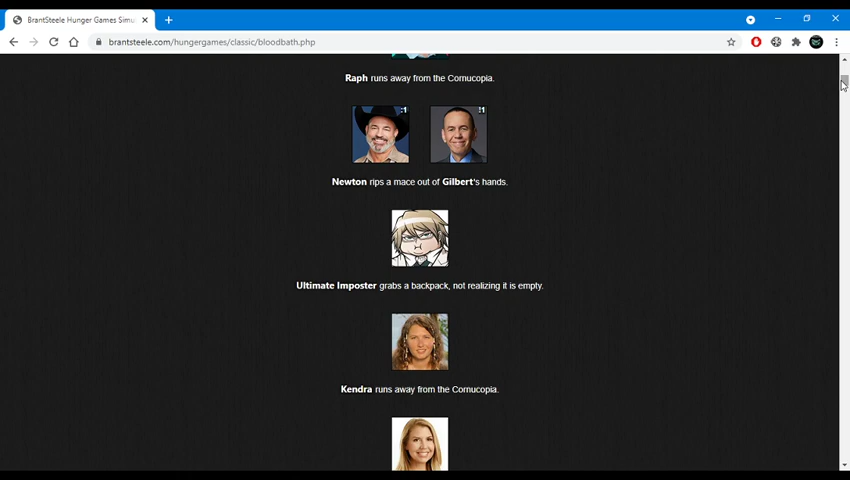 BrantSteele Hunger Games Simu
brantsteele.com/hungergames/classic/bloodbath.php
Raph runs away from the Cornucopia.
Newton rips a mace out of Gilbert's hands.
Ultimate Imposter grabs a backpack, not realizing it is empty.
Kendra runs away from the Cornucopia.